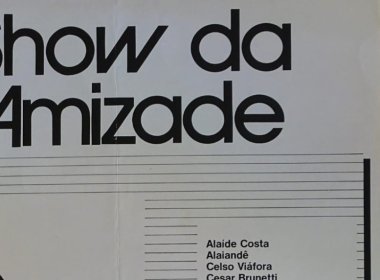 Show da
Amizade
Alaíde Costa
Alaiandê
Celso Viáfora
Cesar Brunetti